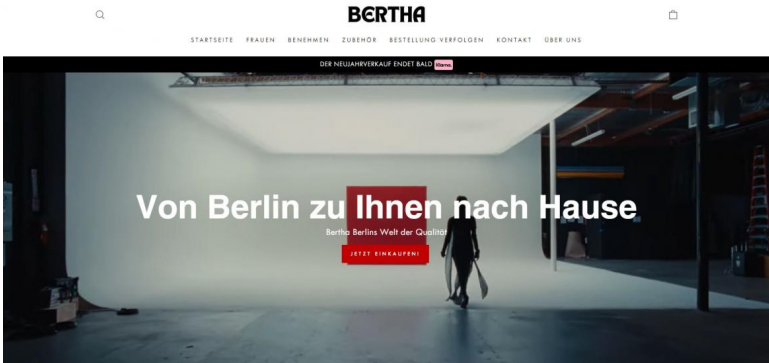 BERTHA
STARTSEITE FRAUEN BENEHMEN ZUBEHÖR BESTELLUNG VERFOLGEN KONTAKT ÜBER UNS
DER NEUJAHRVERKAUF ENDET BALD Klarna.
Von Berlin zu Ihnen nach Hause
Bertha Berlins Welt der Qualität
JETZT EINKAUFEN!